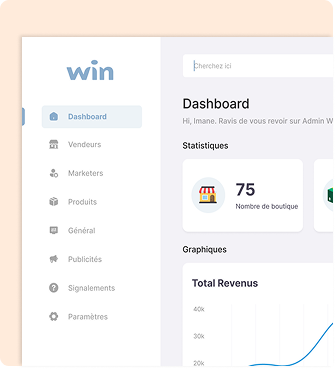 win
Cherchez ici
Dashboard
Dashboard
Hi, Imane. Ravis de vous revoir sur Admin W
Vendeurs
Statistiques
Marketers
75
Produits
Nombre de boutique
Général
Graphiques
Publicités
Total Revenus
Signalements
40k
Paramètres
30k
20k